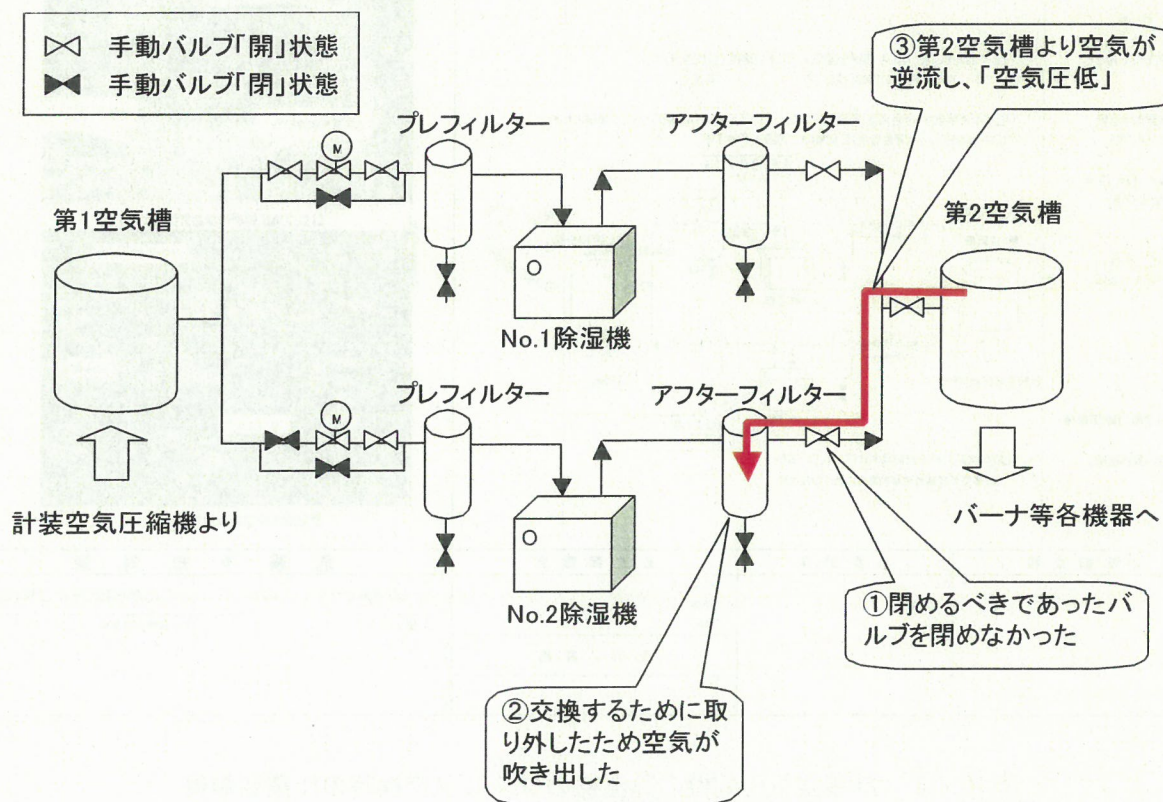 手動バルブ「開」状態
手動バルブ「閉」状態
③第2空気槽より空気が
逆流し、「空気圧低」
プレフィルター
アフターフィルター
M
第1空気槽
第2空気槽
No.1除湿機
プレフィルター
アフターフィルター
M
計装空気圧縮機より
バーナ等各機器へ
No.2除湿機
①閉めるべきであったバ
ルブを閉めなかった
②交換するために取
り外したため空気が
吹き出した